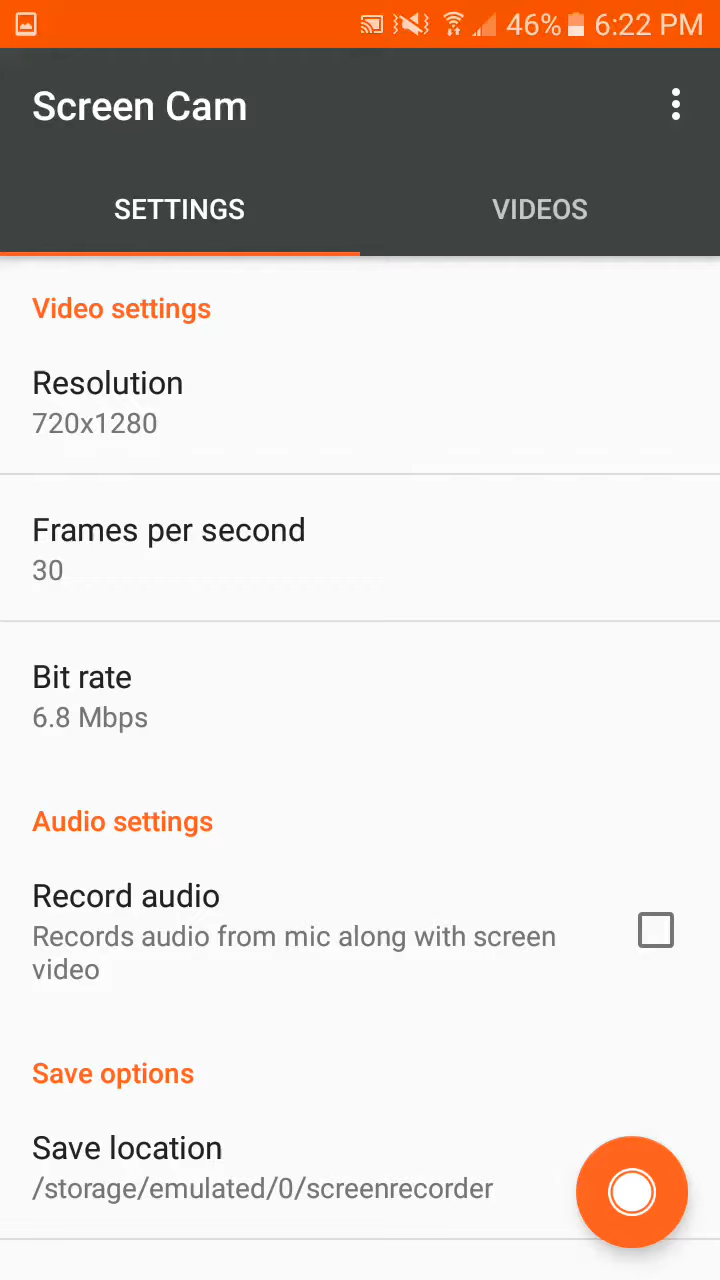 46% 6:22 PM
Screen Cam
SETTINGS VIDEOS
Video settings
Resolution
720x1280
Frames per second
30
Bit rate
6.8 Mbps
Audio settings
Record audio
Records audio from mic along with screen
video
Save options
Save location
/storage/emulated/0/screenrecorder